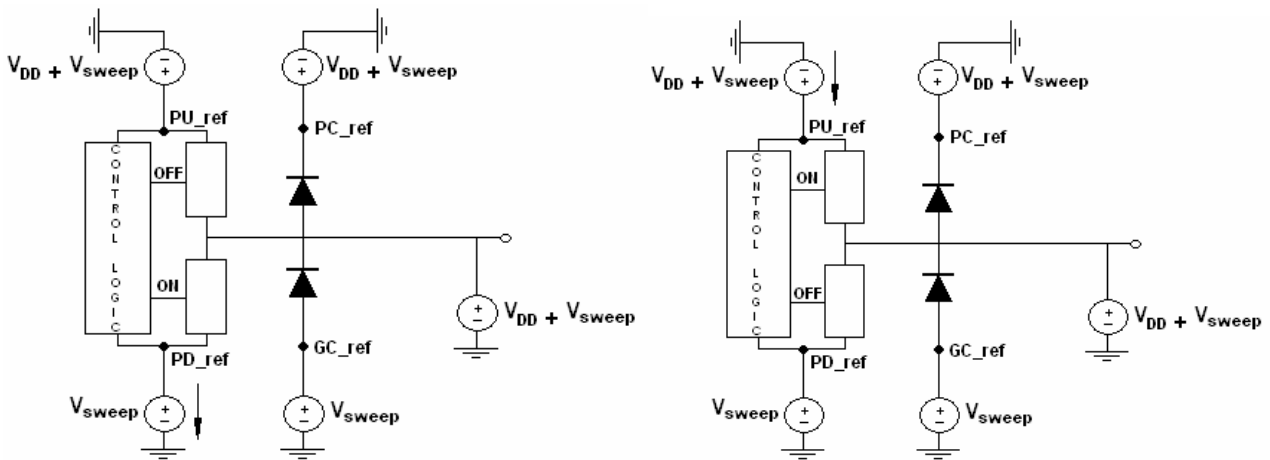 V_DD + V_sweep
V_DD + V_sweep
PU_ref
PC_ref
CONTROL LOGIC
OFF
ON
V_DD + V_sweep
PD_ref
GC_ref
V_sweep
V_sweep
V_DD + V_sweep
V_DD + V_sweep
PU_ref
PC_ref
CONTROL LOGIC
ON
OFF
V_DD + V_sweep
PD_ref
GC_ref
V_sweep
V_sweep